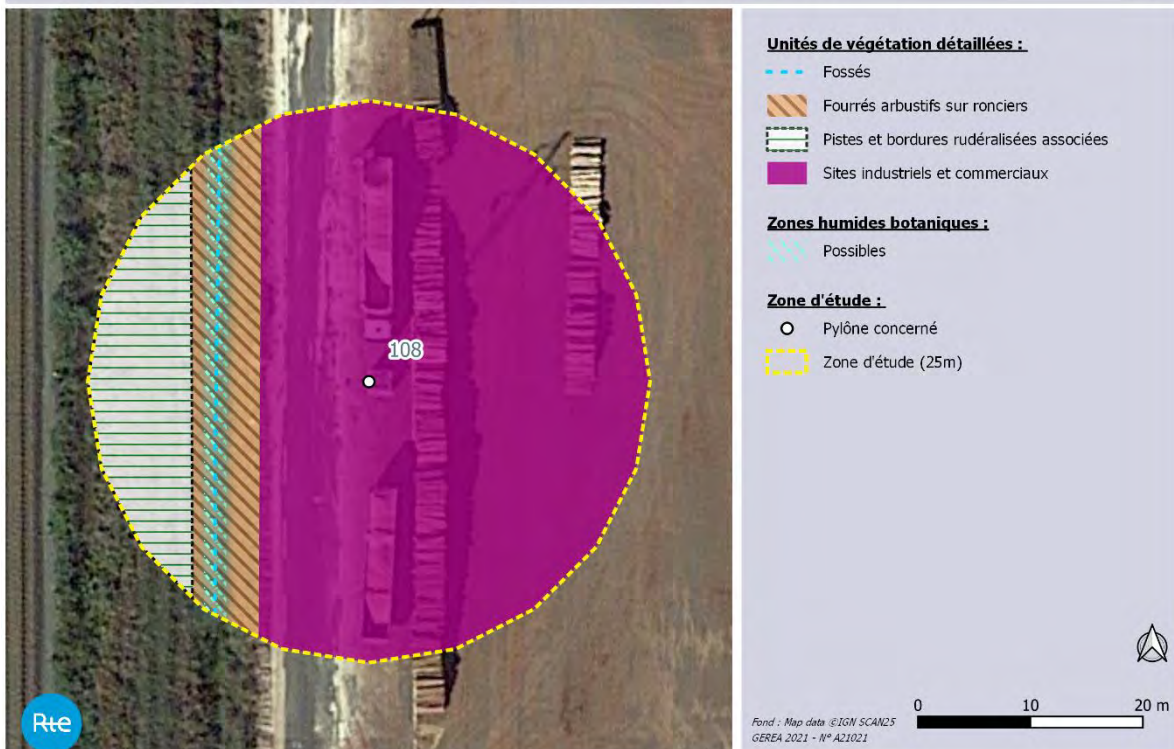 Unités de végétation détaillées :
Fossés
Fourrés arbustifs sur ronciers
Pistes et bordures rudéralisées associées
Sites industriels et commerciaux
Zones humides botaniques :
Possibles
Zone d'étude :
Pylône concerné
Zone d'étude (25m)
108
Rte
Fond : Map data ©IGN SCAN25
GEREA 2021 - N° A21021
0 10 20 m